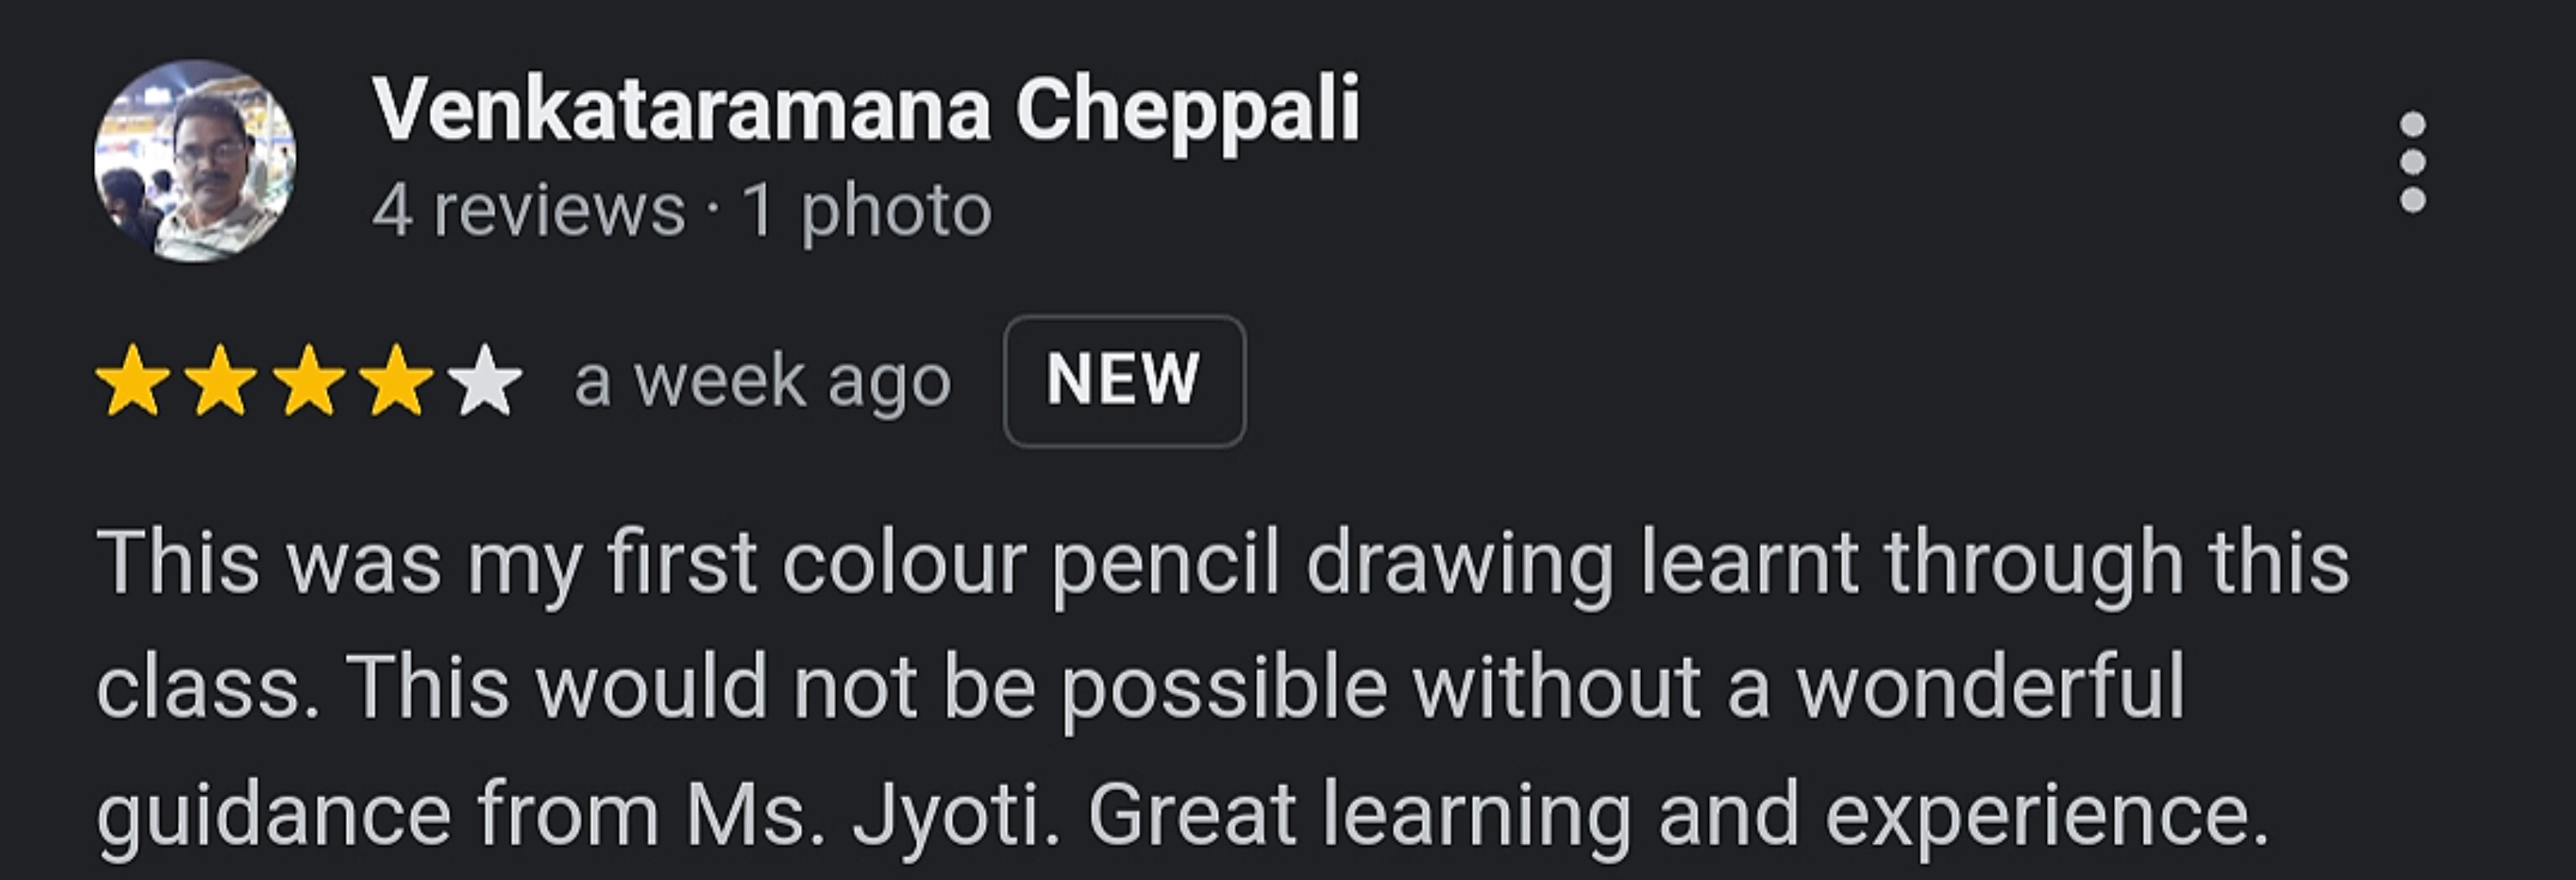 Venkataramana Cheppali
4 reviews · 1 photo
a week ago NEW
This was my first colour pencil drawing learnt through this
class. This would not be possible without a wonderful
guidance from Ms. Jyoti. Great learning and experience.